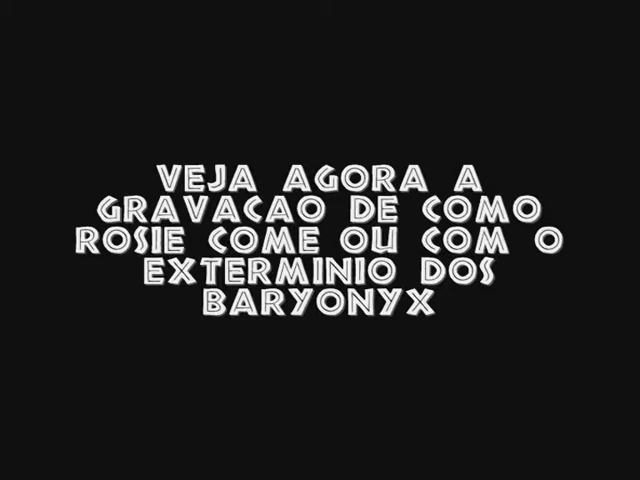 VEJA AGORA A
GRAVACAO DE COMO
ROSIE COME OU COM O
EXTERMINIO DOS
BARYONYX